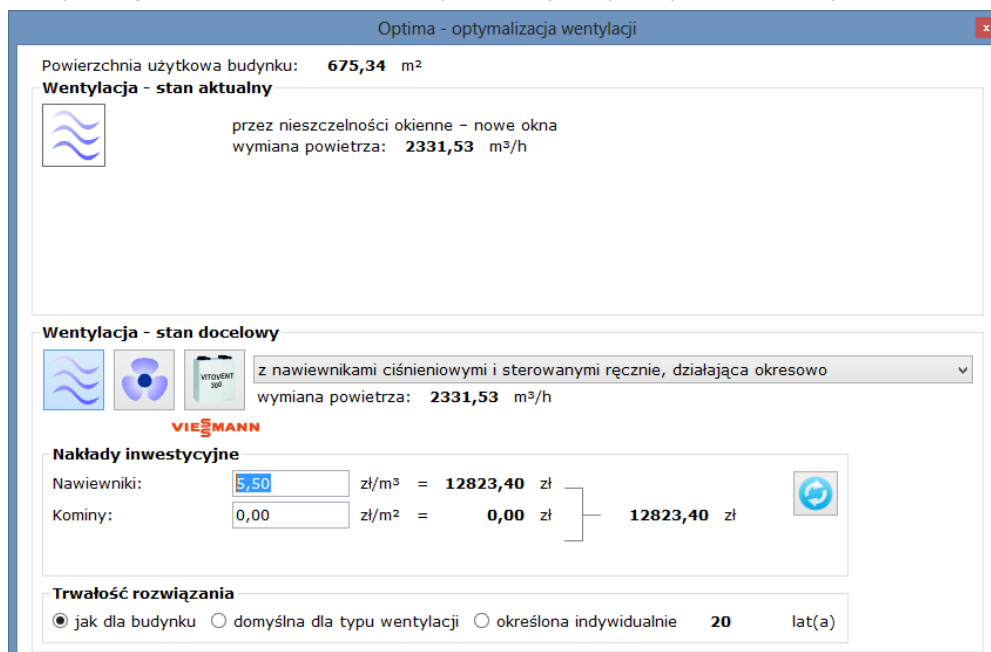 Optima - optymalizacja wentylacji
x
Powierzchnia użytkowa budynku: 675,34 m²
Wentylacja - stan aktualny
przez nieszczelności okienne – nowe okna
wymiana powietrza: 2331,53 m³/h
Wentylacja - stan docelowy
VITOVENT
300
z nawiewnikami ciśnieniowymi i sterowanymi ręcznie, działająca okresowo
wymiana powietrza: 2331,53 m³/h
VIESSMANN
Nakłady inwestycyjne
Nawiewniki: 5,50 zł/m³ = 12823,40 zł
Kominy: 0,00 zł/m² = 0,00 zł 12823,40 zł
Trwałość rozwiązania
jak dla budynku domyślna dla typu wentylacji określona indywidualnie 20 lat(a)